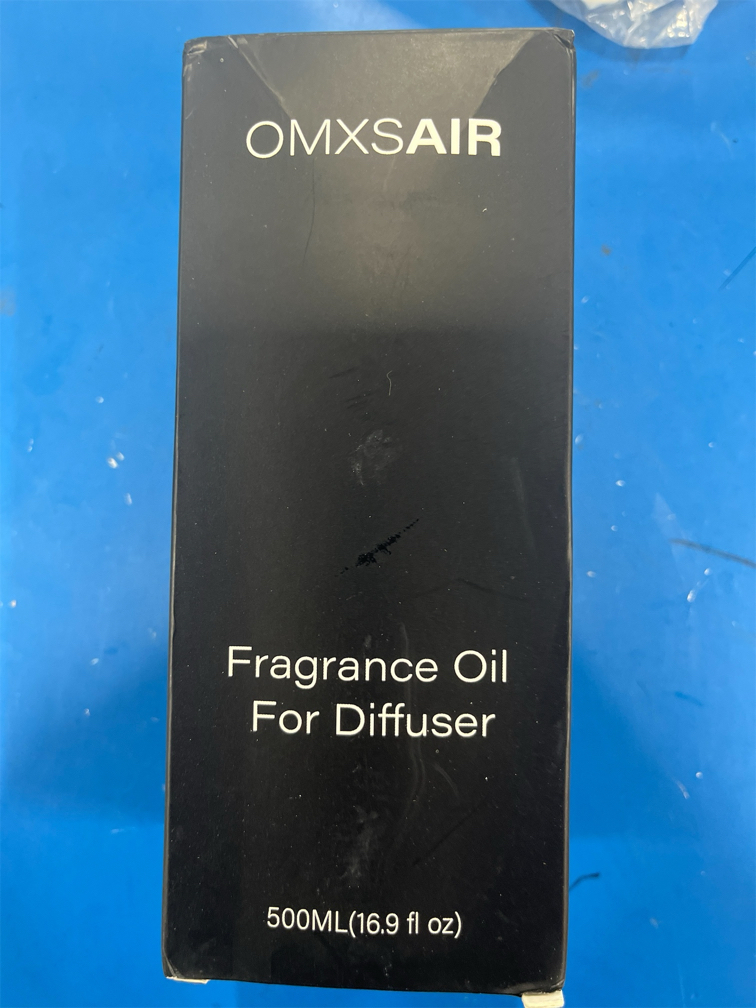 OMXSAIR
Fragrance Oil
For Diffuser
500ML(16.9 fl oz)